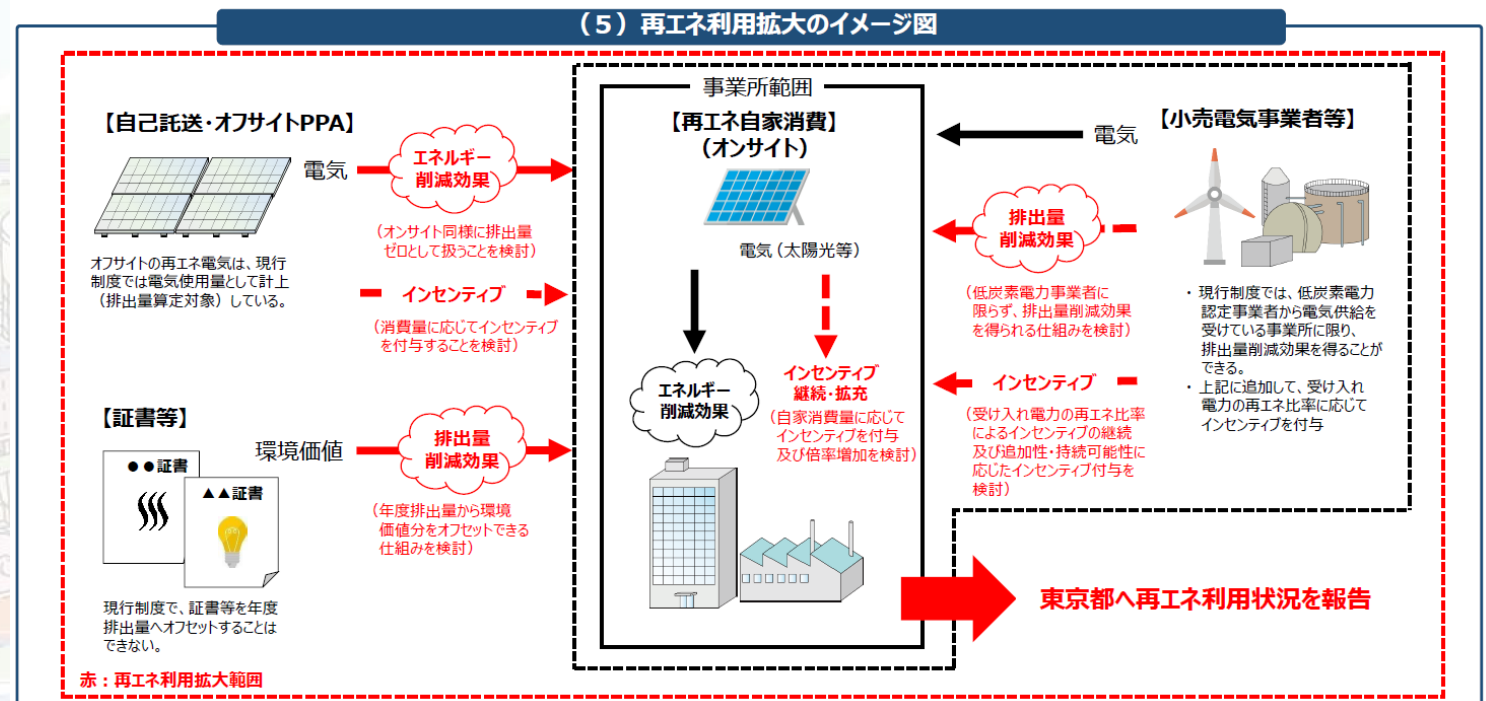 （5）再エネ利用拡大のイメージ図
【自己託送・オフサイトPPA】
電気
エネルギー
削減効果
（オンサイト同様に排出量
ゼロとして扱うことを検討）
オフサイトの再エネ電気は、現行
制度では電気使用量として計上
（排出量算定対象）している。
インセンティブ
（消費量に応じてインセンティブ
を付与することを検討）
【証書等】
環境価値
●●証書
▲▲証書
排出量
削減効果
（年度排出量から環境
価値分をオフセットできる
仕組みを検討）
現行制度で、証書等を年度
排出量へオフセットすることは
できない。
赤：再エネ利用拡大範囲
事業所範囲
【再エネ自家消費】
（オンサイト）
電気（太陽光等）
エネルギー
削減効果
インセンティブ
継続・拡充
（自家消費量に応じて
インセンティブを付与
及び倍率増加を検討）
【小売電気事業者等】
電気
排出量
削減効果
（低炭素電力事業者に
限らず、排出量削減効果
を得られる仕組みを検討）
インセンティブ
（受け入れ電力の再エネ比率
によるインセンティブの継続
及び追加性・持続可能性に
応じたインセンティブ付与を
検討）
・ 現行制度では、低炭素電力
認定事業者から電気供給を
受けている事業所に限り、
排出量削減効果を得ることが
できる。
・ 上記に追加して、受け入れ
電力の再エネ比率に応じて
インセンティブを付与
東京都へ再エネ利用状況を報告